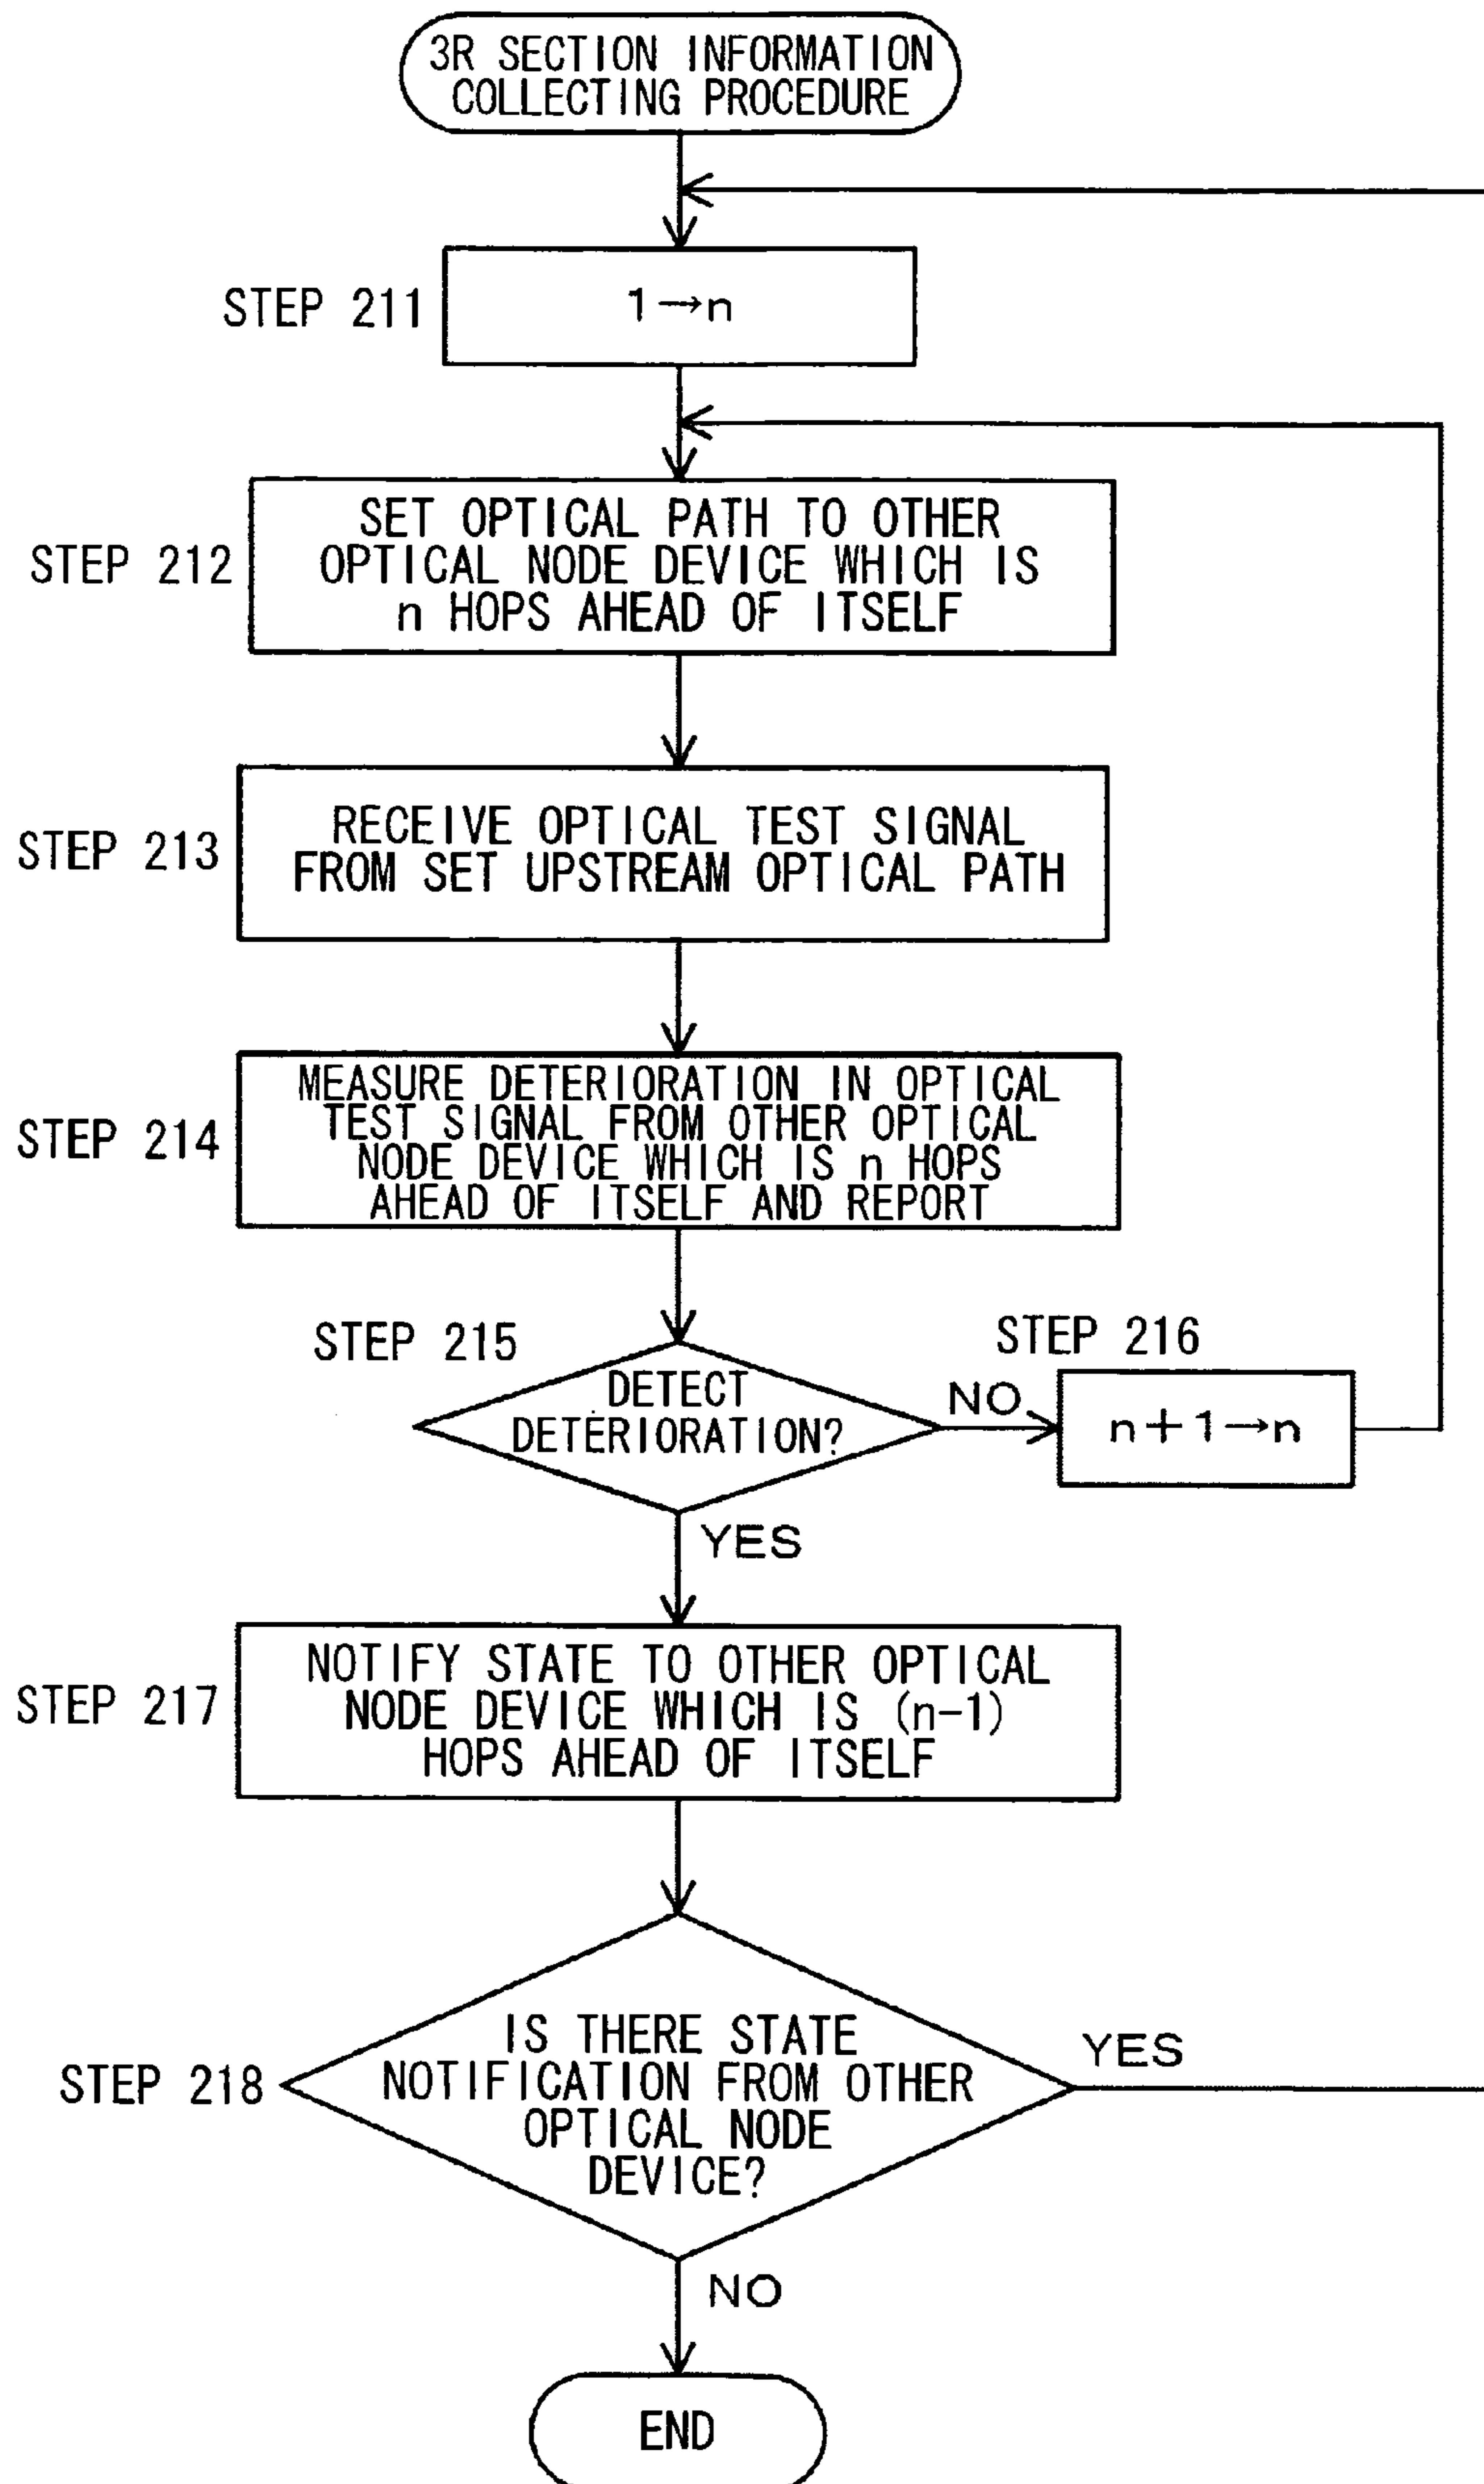 3R SECTION INFORMATION
COLLECTING PROCEDURE
STEP 211
1→n
STEP 212
SET OPTICAL PATH TO OTHER
OPTICAL NODE DEVICE WHICH IS
n HOPS AHEAD OF ITSELF
STEP 213
RECEIVE OPTICAL TEST SIGNAL
FROM SET UPSTREAM OPTICAL PATH
STEP 214
MEASURE DETERIORATION IN OPTICAL
TEST SIGNAL FROM OTHER OPTICAL
NODE DEVICE WHICH IS n HOPS
AHEAD OF ITSELF AND REPORT
STEP 215
DETECT
DETERIORATION?
NO
STEP 216
n+1→n
YES
STEP 217
NOTIFY STATE TO OTHER OPTICAL
NODE DEVICE WHICH IS (n-1)
HOPS AHEAD OF ITSELF
STEP 218
IS THERE STATE
NOTIFICATION FROM OTHER
OPTICAL NODE
DEVICE?
YES
NO
END